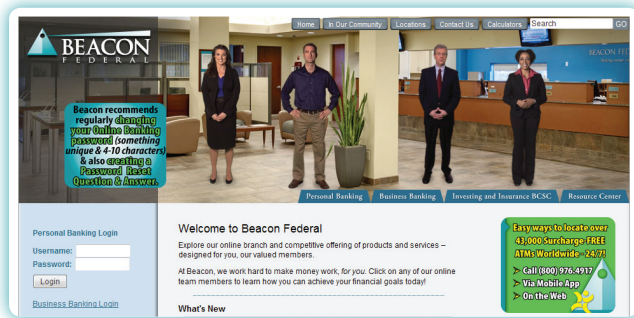 Home In Our Community Locations Contact Us Calculators Search GO
BEACON
FEDERAL
BEACON
Beacon recommends
regularly changing
your Online Banking
password (something
unique & 4-10 characters)
& also creating a
Password Reset
Question & Answer.
Personal Banking Business Banking Investing and Insurance BCSC Resource Center
Personal Banking Login
Username:
Password:
Login
Business Banking Login
Welcome to Beacon Federal
Explore our online branch and competitive offering of products and services –
designed for you, our valued members.
At Beacon, we work hard to make money work, for you. Click on any of our online
team members to learn how you can achieve your financial goals today!
What's New
Easy ways to locate over
43,000 Surcharge-FREE
ATMs Worldwide - 24/7!
> Call (800) 976.4917
> Via Mobile App
> On the Web